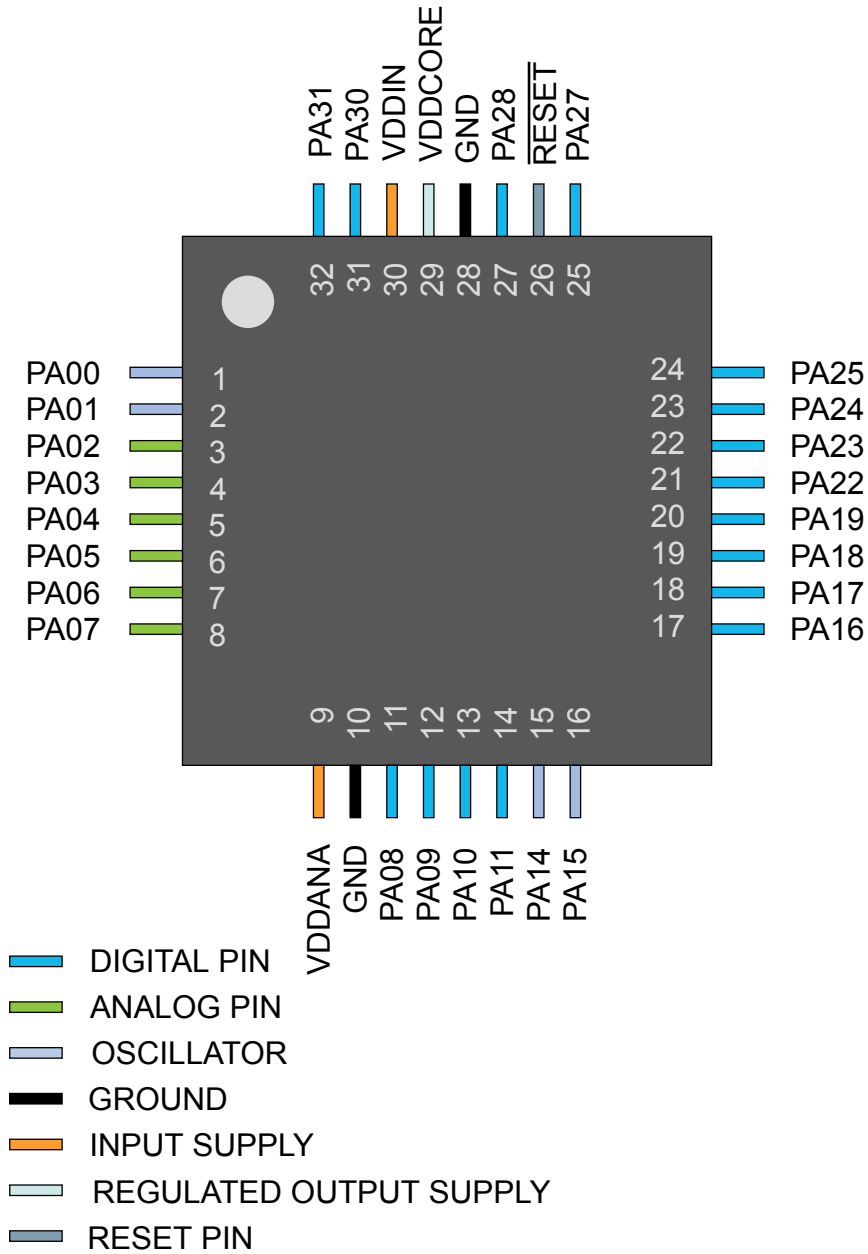 PA31
PA30
VDDIN
VDDCORE
GND
PA28
RESET
PA27
32
31
30
29
28
27
26
25
PA00
1
PA01
2
PA02
3
PA03
4
PA04
5
PA05
6
PA06
7
PA07
8
24
PA25
23
PA24
22
PA23
21
PA22
20
PA19
19
PA18
18
PA17
17
PA16
9
10
11
12
13
14
15
16
VDDANA
GND
PA08
PA09
PA10
PA11
PA14
PA15
DIGITAL PIN
ANALOG PIN
OSCILLATOR
GROUND
INPUT SUPPLY
REGULATED OUTPUT SUPPLY
RESET PIN